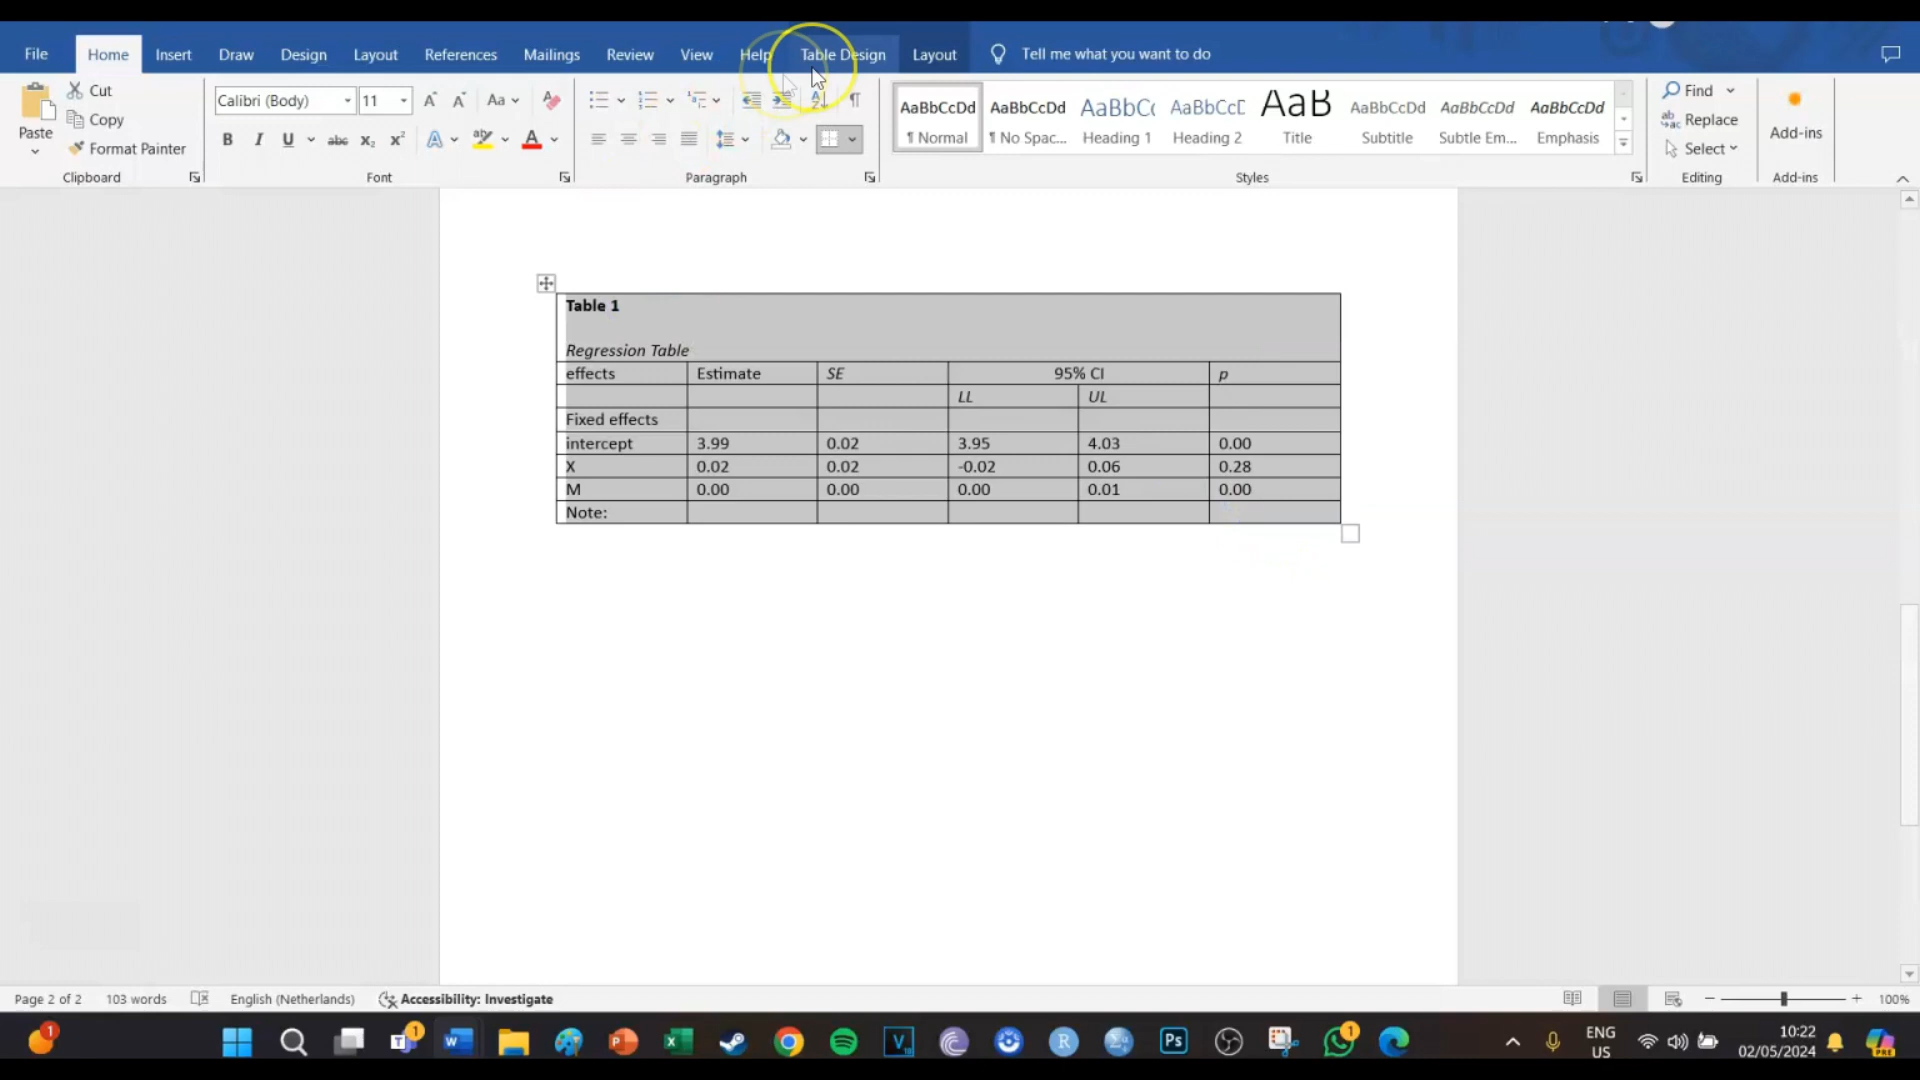 File Home Insert Draw Design Layout References Mailings Review View Help Table Design Layout Tell me what you want to do
Paste
Cut
Copy
Format Painter
Clipboard
Calibri (Body) 11
Font
Paragraph
AaBbCcDd AaBbCcDd AaBbC( AaBbCcD AaB AaBbCcDd AaBbCcDd AaBbCcDd
¶ Normal ¶ No Spac... Heading 1 Heading 2 Title Subtitle Subtle Em... Emphasis
Styles
Find
Replace
Select
Editing
Add-ins
Add-ins
Table 1
Regression Table
effects Estimate SE 95% CI p
LL UL
Fixed effects
intercept 3.99 0.02 3.95 4.03 0.00
X 0.02 0.02 -0.02 0.06 0.28
M 0.00 0.00 0.00 0.01 0.00
Note:
Page 2 of 2 103 words English (Netherlands) Accessibility: Investigate 100%
ENG
US
10:22
02/05/2024